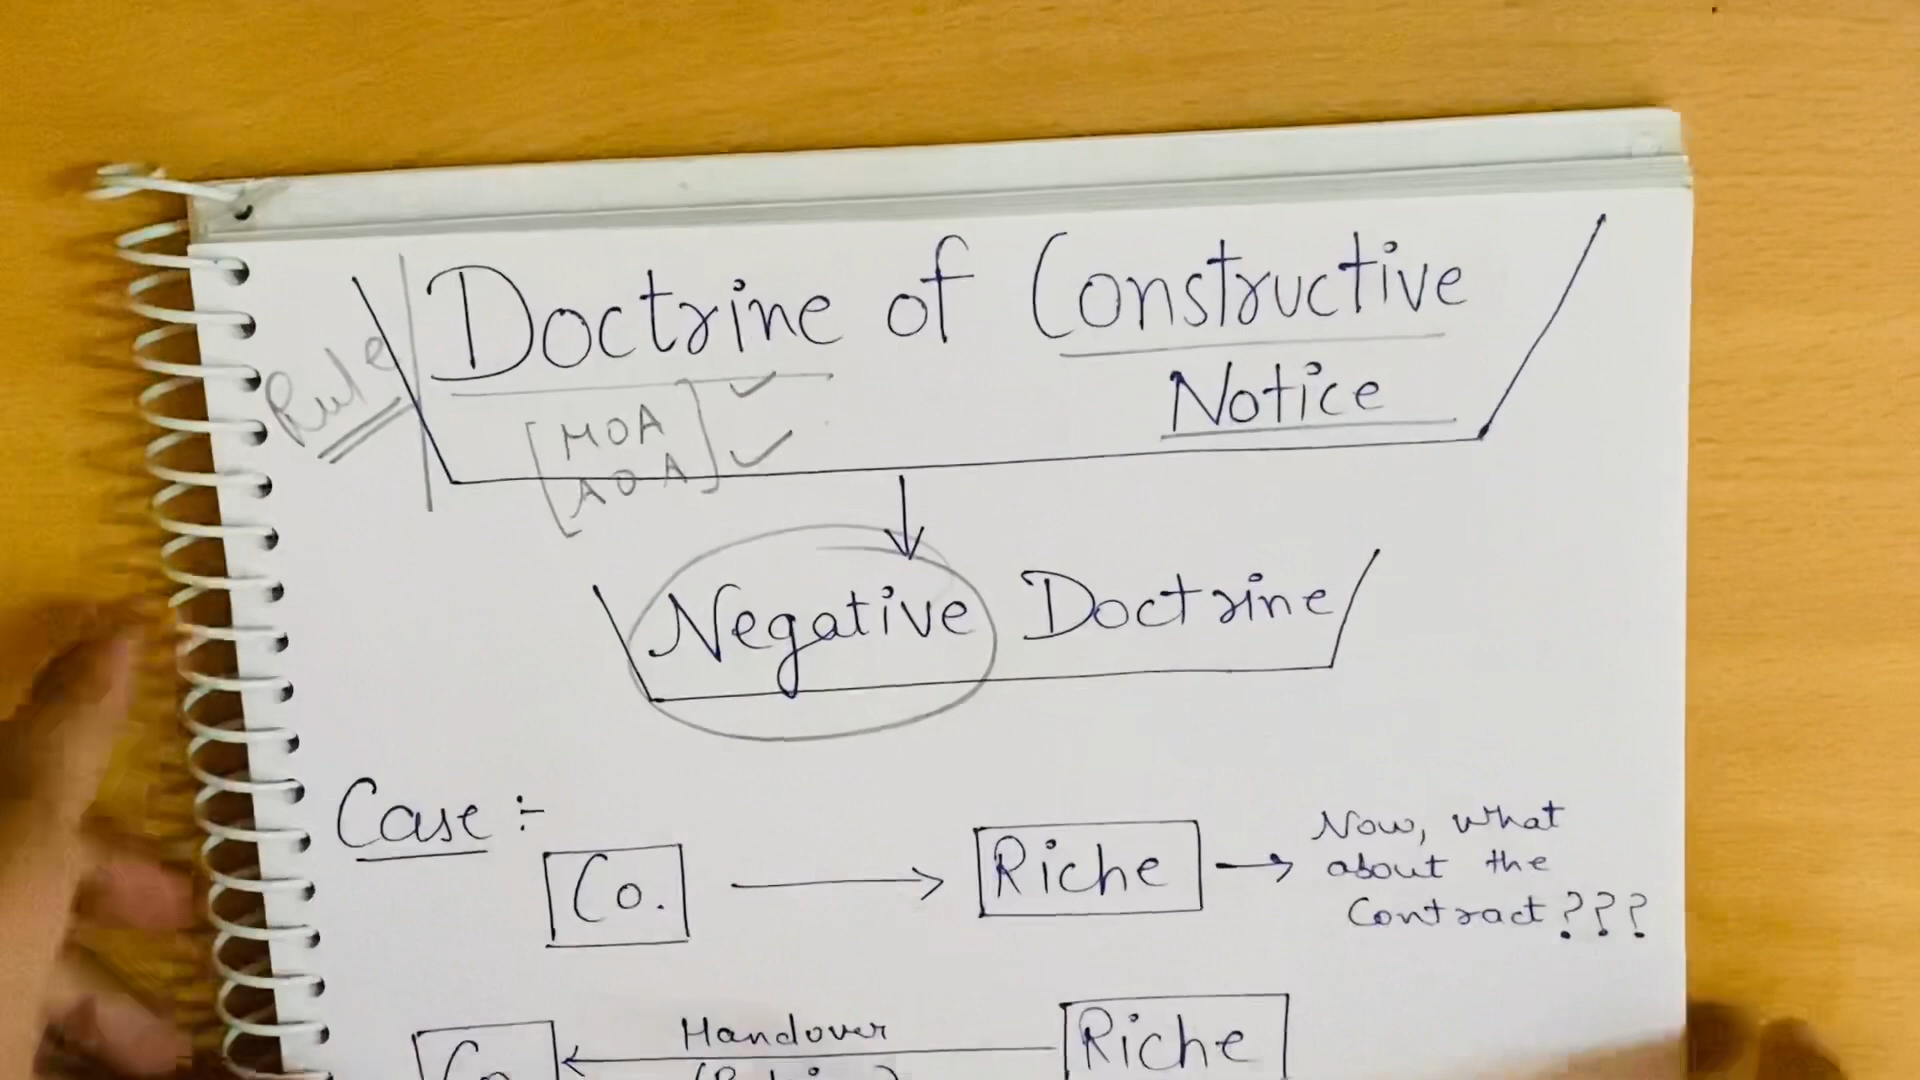 Doctrine of Constructive
Notice
Rule
MOA
AOA
Negative Doctrine
Case :-
Co.
Riche
Now, what
about the
Contract ???
Handover
Riche
Co